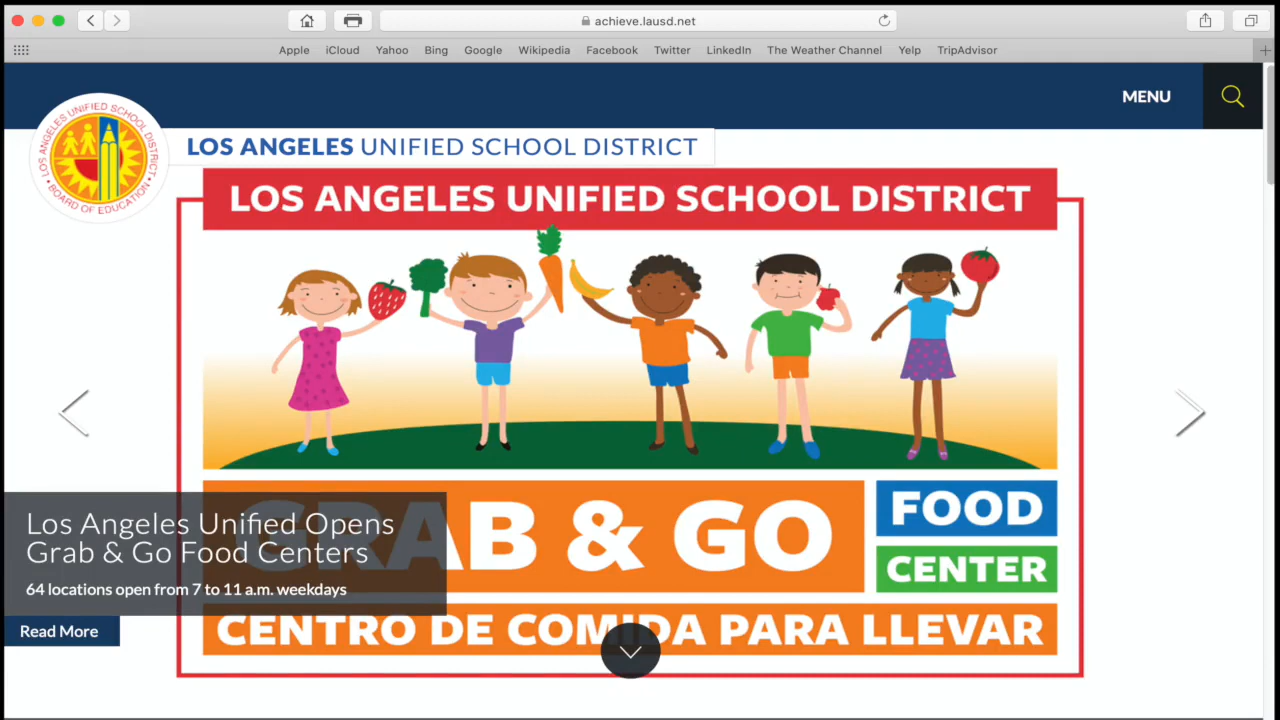 achieve.lausd.net
Apple iCloud Yahoo Bing Google Wikipedia Facebook Twitter LinkedIn The Weather Channel Yelp TripAdvisor
MENU
LOS ANGELES UNIFIED SCHOOL DISTRICT
• BOARD OF EDUCATION •
LOS ANGELES UNIFIED SCHOOL DISTRICT
LOS ANGELES UNIFIED SCHOOL DISTRICT
GRAB & GO
FOOD
CENTER
Los Angeles Unified Opens
Grab & Go Food Centers
64 locations open from 7 to 11 a.m. weekdays
Read More
CENTRO DE COMIDA PARA LLEVAR